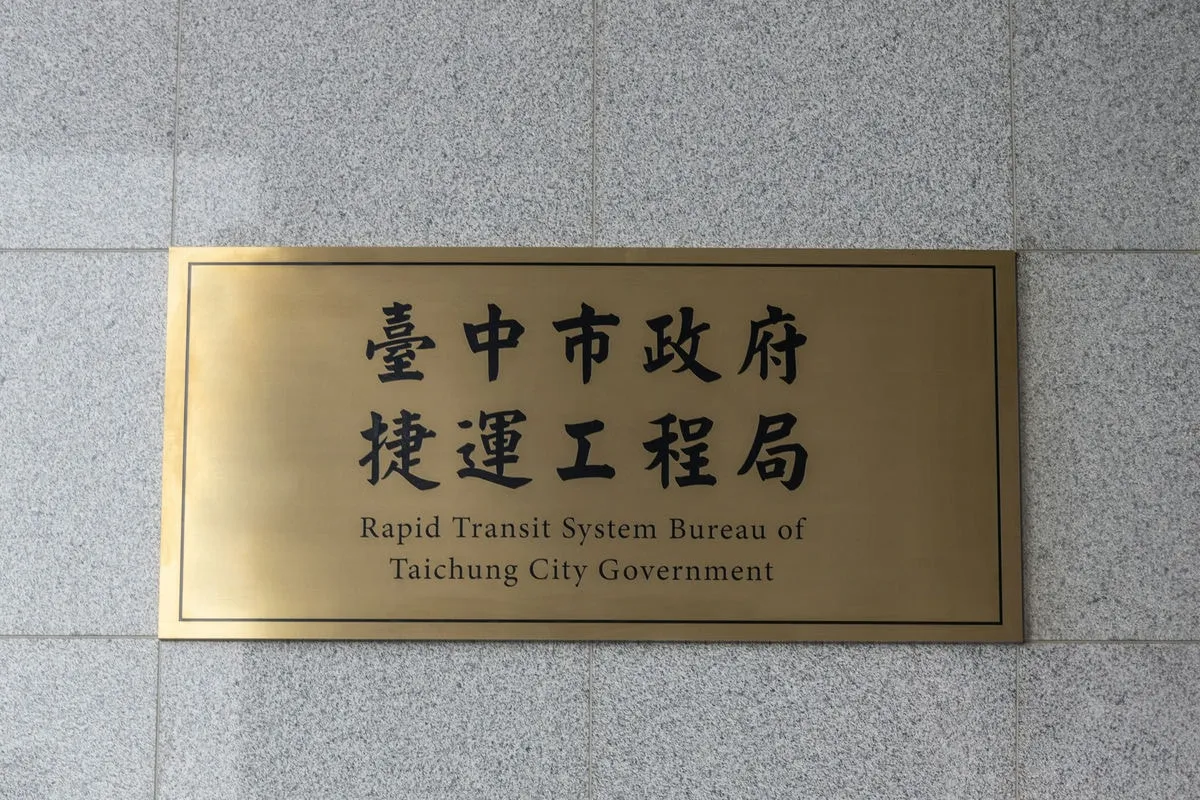 臺中市政府
捷運工程局
Rapid Transit System Bureau of
Taichung City Government